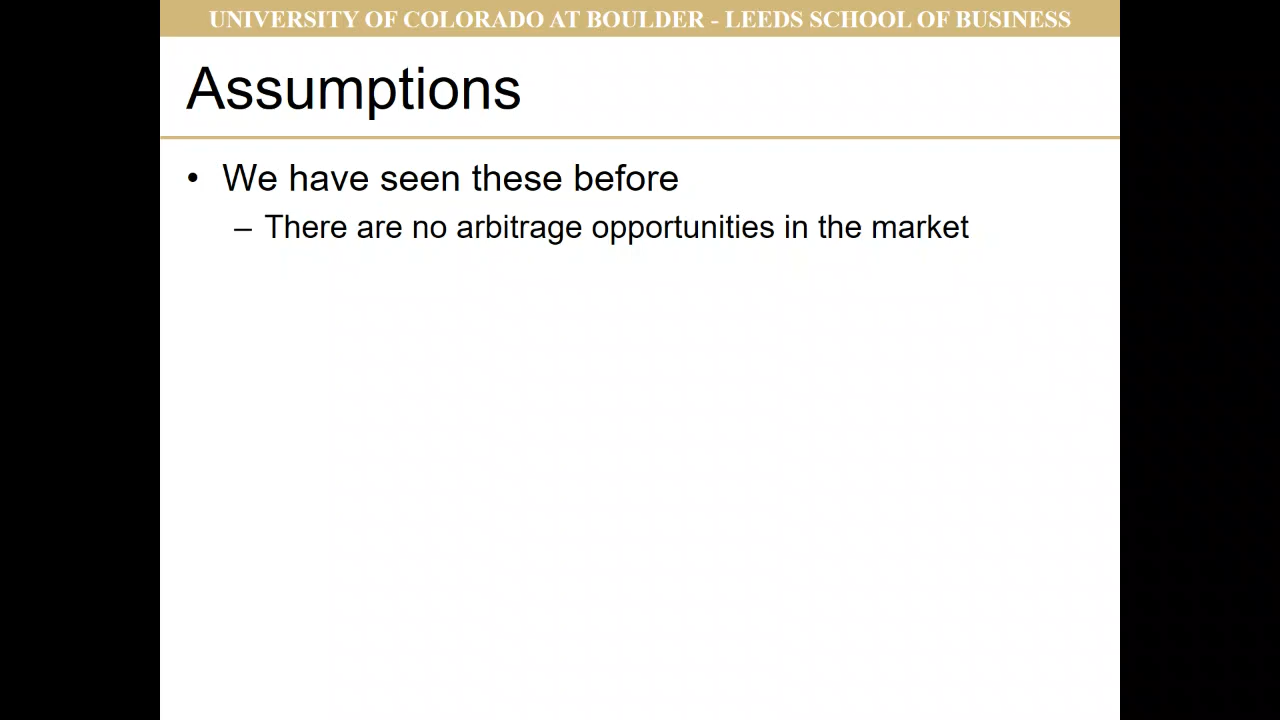 UNIVERSITY OF COLORADO AT BOULDER - LEEDS SCHOOL OF BUSINESS
Assumptions
• We have seen these before
– There are no arbitrage opportunities in the market